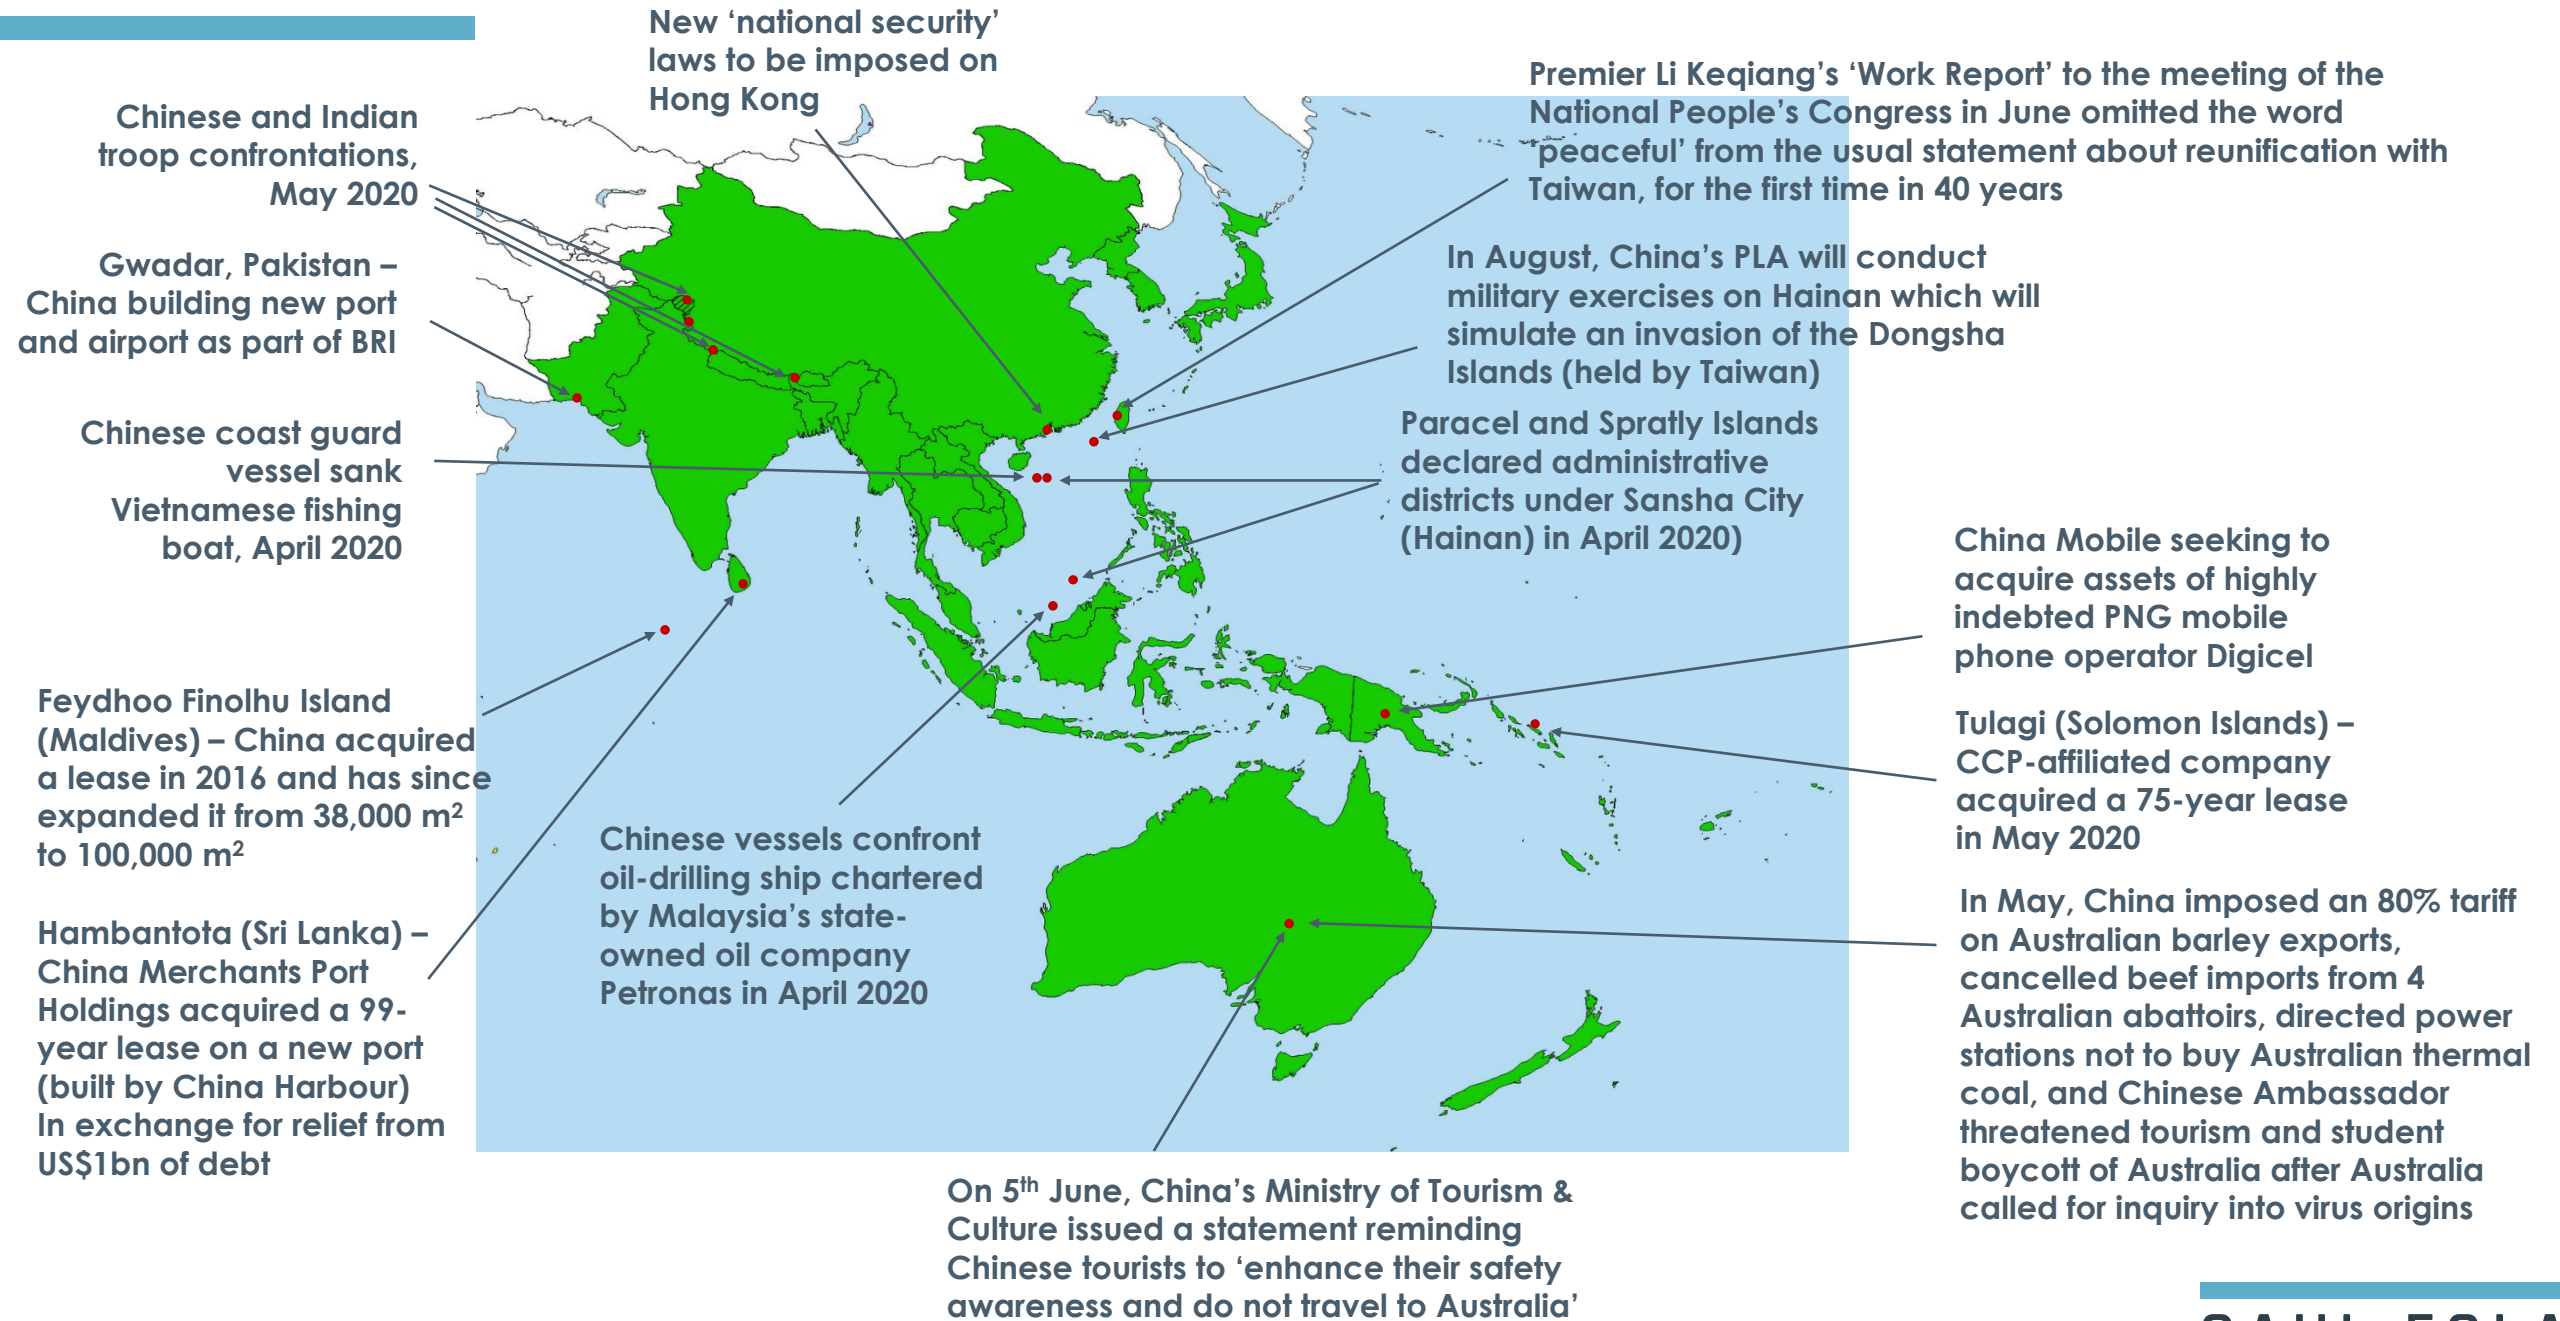 New ‘national security’
laws to be imposed on
Hong Kong
Chinese and Indian
troop confrontations,
May 2020
Gwadar, Pakistan –
China building new port
and airport as part of BRI
Chinese coast guard
vessel sank
Vietnamese fishing
boat, April 2020
Feydhoo Finolhu Island
(Maldives) – China acquired
a lease in 2016 and has since
expanded it from 38,000 m²
to 100,000 m²
Hambantota (Sri Lanka) –
China Merchants Port
Holdings acquired a 99-
year lease on a new port
(built by China Harbour)
In exchange for relief from
US$1bn of debt
Chinese vessels confront
oil-drilling ship chartered
by Malaysia’s state-
owned oil company
Petronas in April 2020
On 5th June, China’s Ministry of Tourism &
Culture issued a statement reminding
Chinese tourists to ‘enhance their safety
awareness and do not travel to Australia’
Premier Li Keqiang’s ‘Work Report’ to the meeting of the
National People’s Congress in June omitted the word
‘peaceful’ from the usual statement about reunification with
Taiwan, for the first time in 40 years
In August, China’s PLA will conduct
military exercises on Hainan which will
simulate an invasion of the Dongsha
Islands (held by Taiwan)
Paracel and Spratly Islands
declared administrative
districts under Sansha City
(Hainan) in April 2020)
China Mobile seeking to
acquire assets of highly
indebted PNG mobile
phone operator Digicel
Tulagi (Solomon Islands) –
CCP-affiliated company
acquired a 75-year lease
in May 2020
In May, China imposed an 80% tariff
on Australian barley exports,
cancelled beef imports from 4
Australian abattoirs, directed power
stations not to buy Australian thermal
coal, and Chinese Ambassador
threatened tourism and student
boycott of Australia after Australia
called for inquiry into virus origins